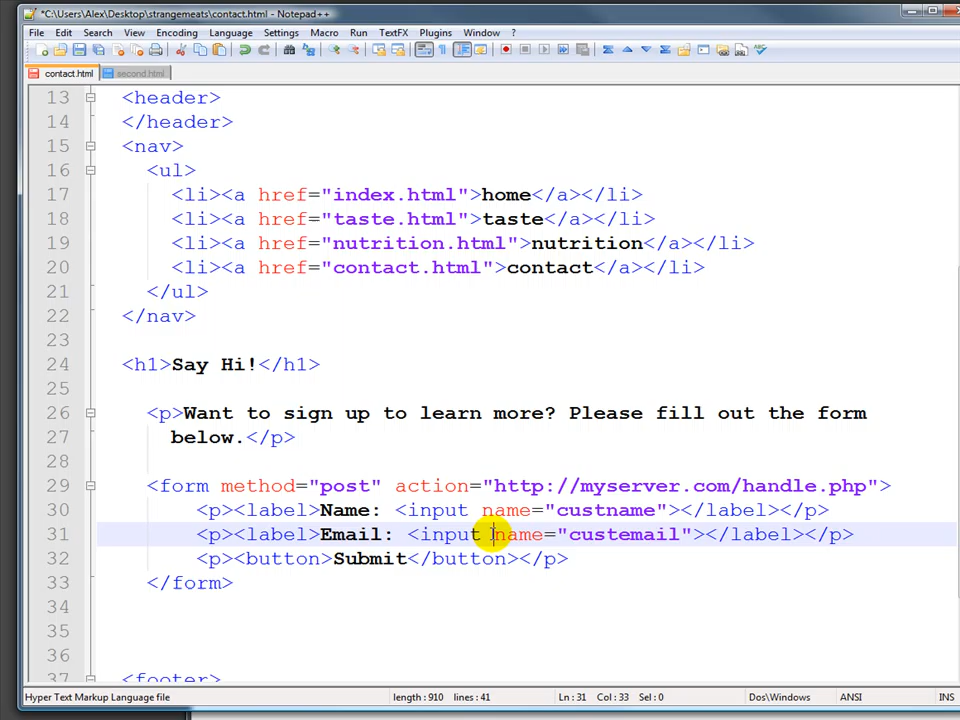 *C:\Users\Alex\Desktop\strangemeats\contact.html - Notepad++
File Edit Search View Encoding Language Settings Macro Run TextFX Plugins Window ?
contact.html second.html
13 <header>
14 </header>
15 <nav>
16 <ul>
17 <li><a href="index.html">home</a></li>
18 <li><a href="taste.html">taste</a></li>
19 <li><a href="nutrition.html">nutrition</a></li>
20 <li><a href="contact.html">contact</a></li>
21 </ul>
22 </nav>
23
24 <h1>Say Hi!</h1>
25
26 <p>Want to sign up to learn more? Please fill out the form
27 below.</p>
28
29 <form method="post" action="http://myserver.com/handle.php">
30 <p><label>Name: <input name="custname"></label></p>
31 <p><label>Email: <input name="custemail"></label></p>
32 <p><button>Submit</button></p>
33 </form>
34
35
36
37 <footer>
Hyper Text Markup Language file length : 910 lines : 41 Ln : 31 Col : 33 Sel : 0 Dos\Windows ANSI INS